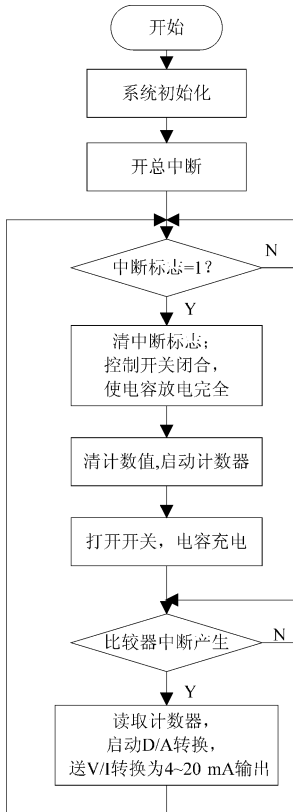 开始
系统初始化
开总中断
中断标志=1?
N
Y
清中断标志;
控制开关闭合,
使电容放电完全
清计数值,启动计数器
打开开关，电容充电
比较器中断产生
N
Y
读取计数器，
启动D/A转换，
送V/I转换为4~20 mA输出